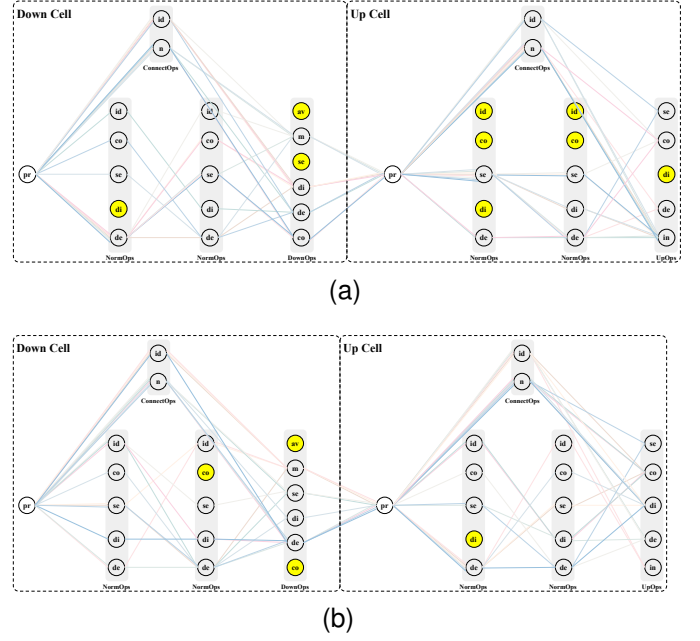 Down Cell
Up Cell
id
n
ConnectOps
id
n
ConnectOps
id
co
se
di
de
NormOps
id
co
se
di
de
NormOps
av
m
se
di
de
co
DownOps
pr
pr
id
co
se
di
de
NormOps
id
co
se
di
de
NormOps
se
co
di
de
in
UpOps
(a)
Down Cell
Up Cell
id
n
ConnectOps
id
n
ConnectOps
id
co
se
di
de
NormOps
id
co
se
di
de
NormOps
av
m
se
di
de
co
DownOps
pr
pr
id
co
se
di
de
NormOps
id
co
se
di
de
NormOps
se
co
di
de
in
UpOps
(b)